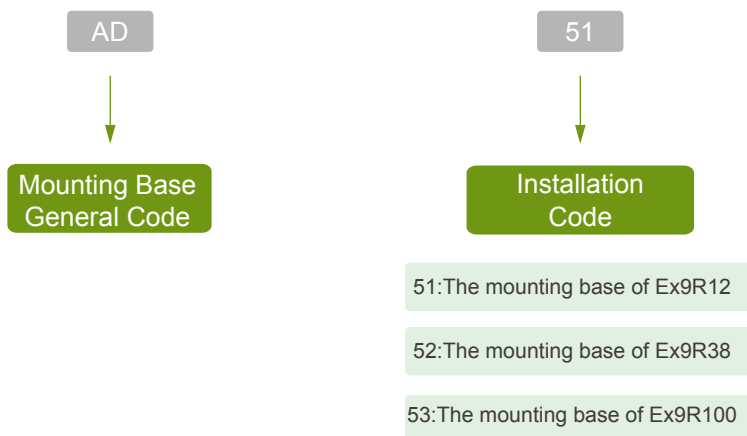 AD
51
Mounting Base
General Code
Installation
Code
51:The mounting base of Ex9R12
52:The mounting base of Ex9R38
53:The mounting base of Ex9R100